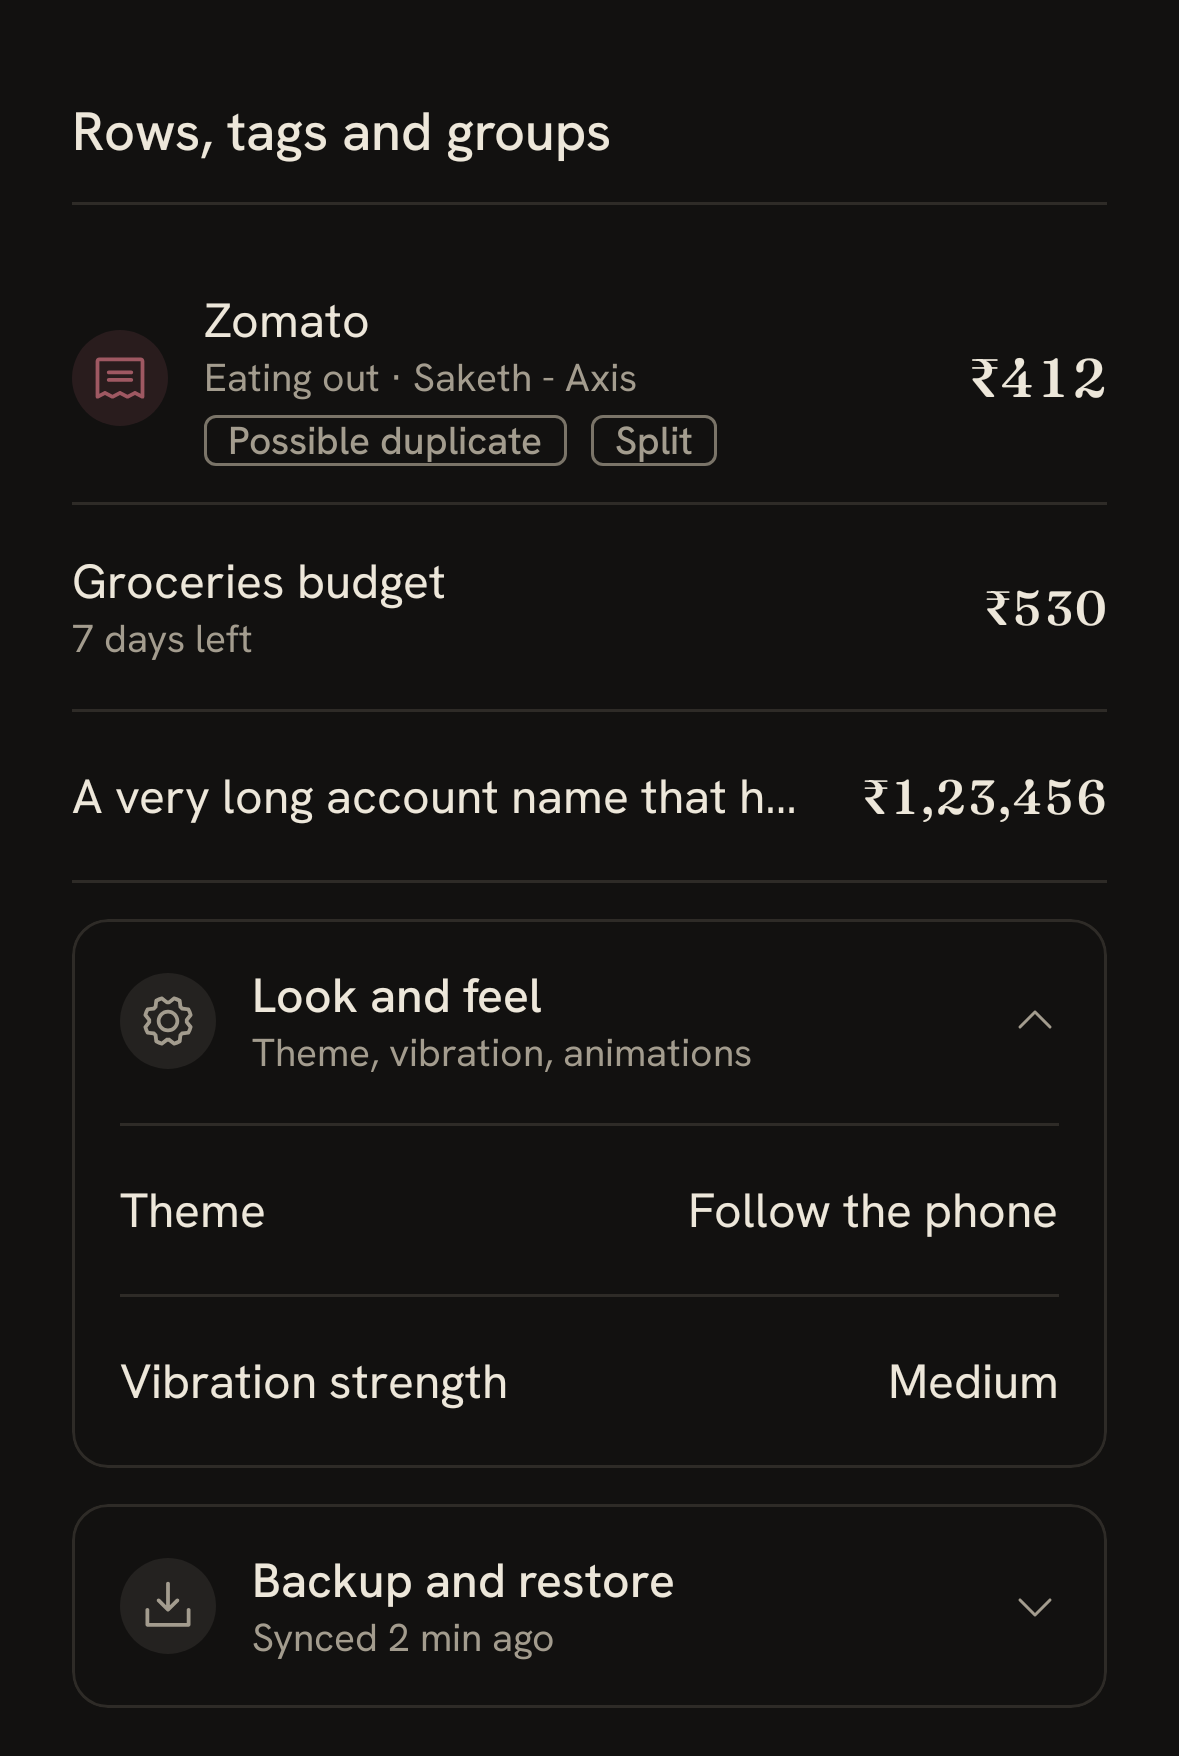 Rows, tags and groups
Zomato
Eating out · Saketh - Axis
₹412
Possible duplicate Split
Groceries budget
7 days left
₹530
A very long account name that h... ₹1,23,456
Look and feel
Theme, vibration, animations
Theme Follow the phone
Vibration strength Medium
Backup and restore
Synced 2 min ago